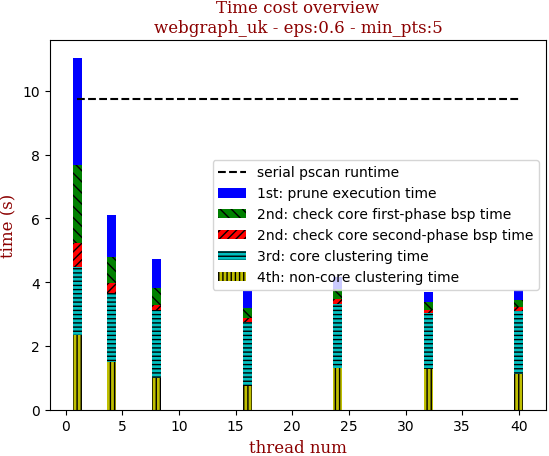 Time cost overview
webgraph_uk - eps:0.6 - min_pts:5
time (s)
10
8
6
4
2
0
serial pscan runtime
1st: prune execution time
2nd: check core first-phase bsp time
2nd: check core second-phase bsp time
3rd: core clustering time
4th: non-core clustering time
0 5 10 15 20 25 30 35 40
thread num